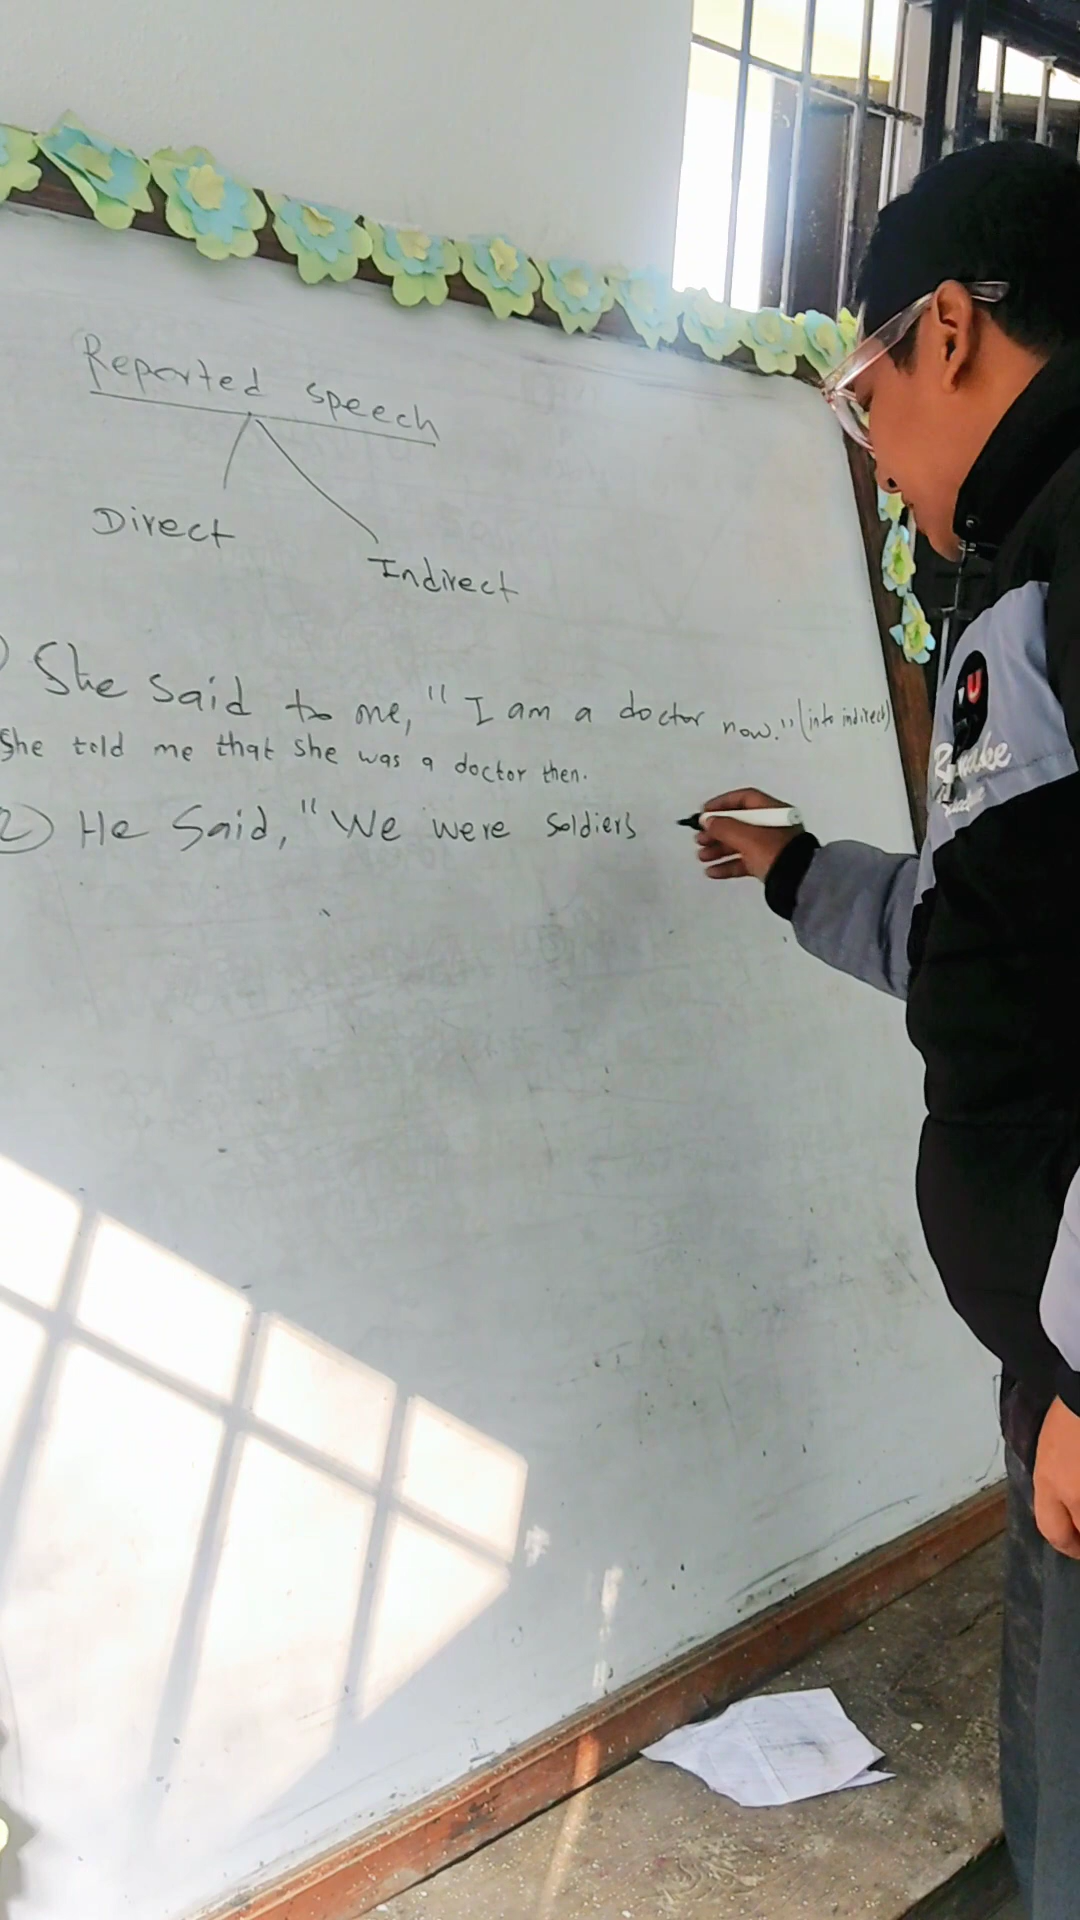 Reported speech
Direct
Indirect
) She said to me, "I am a doctor now." (into indirect)
She told me that she was a doctor then.
2) He said, "We were soldiers
U